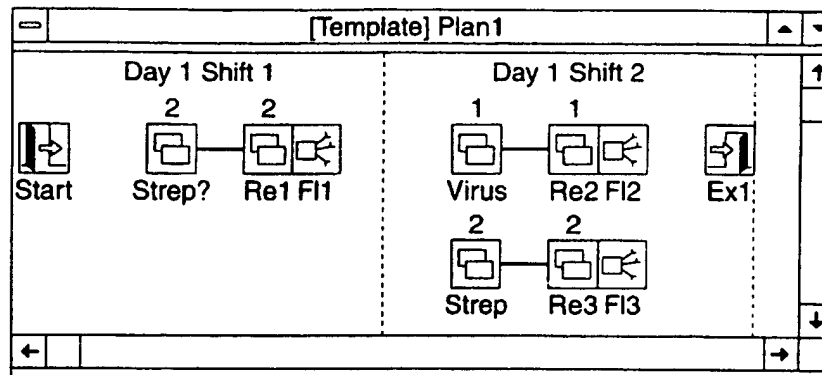 [Template] Plan1
Day 1 Shift 1 Day 1 Shift 2
2 2 1 1
Start Strep? Re1 Fl1 Virus Re2 Fl2 Ex1
2 2
Strep Re3 Fl3